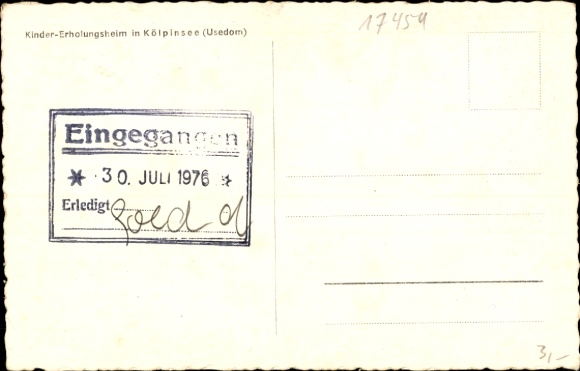 Kinder-Erholungsheim in Kölpinsee (Usedom)
17454
Eingegangen
30. JULI 1976
Erledigt
3,-